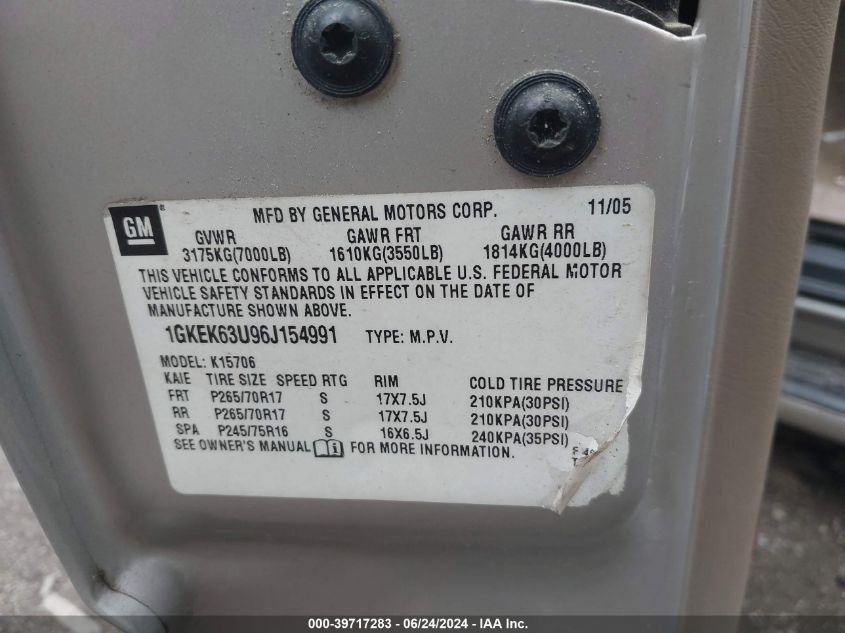 GM
MFD BY GENERAL MOTORS CORP. 11/05
GVWR GAWR FRT GAWR RR
3175KG(7000LB) 1610KG(3550LB) 1814KG(4000LB)
THIS VEHICLE CONFORMS TO ALL APPLICABLE U.S. FEDERAL MOTOR
VEHICLE SAFETY STANDARDS IN EFFECT ON THE DATE OF
MANUFACTURE SHOWN ABOVE.
1GKEK63U96J154991 TYPE: M.P.V.
MODEL: K15706
KAIE TIRE SIZE SPEED RTG RIM COLD TIRE PRESSURE
FRT P265/70R17 S 17X7.5J 210KPA(30PSI)
RR P265/70R17 S 17X7.5J 210KPA(30PSI)
SPA P245/75R16 S 16X6.5J 240KPA(35PSI)
SEE OWNER'S MANUAL FOR MORE INFORMATION.
000-39717283 - 06/24/2024 - IAA Inc.